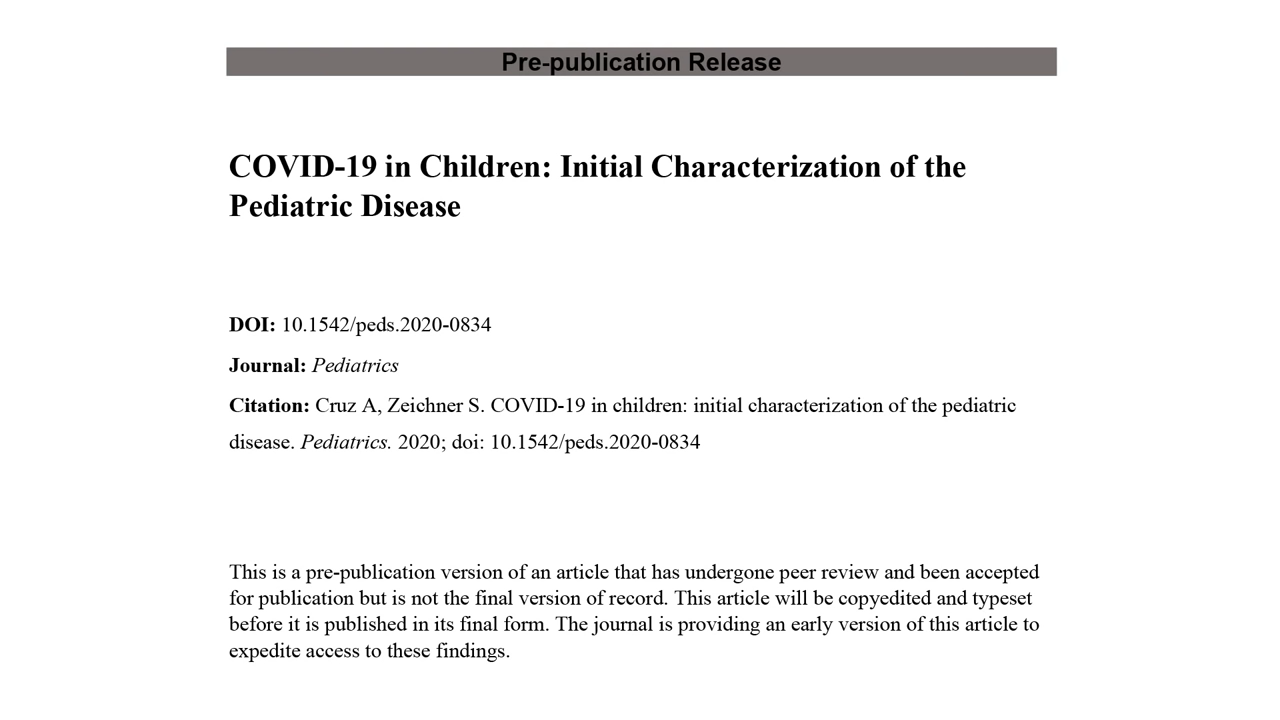 Pre-publication Release
COVID-19 in Children: Initial Characterization of the
Pediatric Disease
DOI: 10.1542/peds.2020-0834
Journal: Pediatrics
Citation: Cruz A, Zeichner S. COVID-19 in children: initial characterization of the pediatric
disease. Pediatrics. 2020; doi: 10.1542/peds.2020-0834
This is a pre-publication version of an article that has undergone peer review and been accepted
for publication but is not the final version of record. This article will be copyedited and typeset
before it is published in its final form. The journal is providing an early version of this article to
expedite access to these findings.